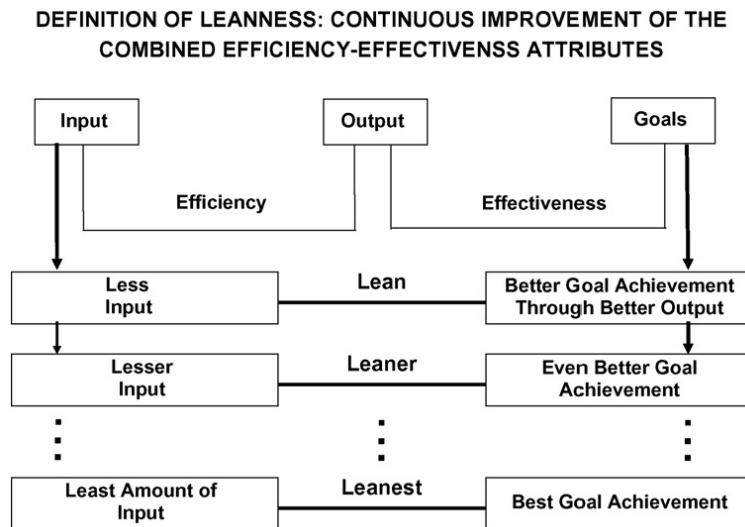 DEFINITION OF LEANNESS: CONTINUOUS IMPROVEMENT OF THE
COMBINED EFFICIENCY-EFFECTIVENSS ATTRIBUTES
Input
Output
Goals
Efficiency
Effectiveness
Less
Input
Lean
Better Goal Achievement
Through Better Output
Lesser
Input
Leaner
Even Better Goal
Achievement
Least Amount of
Input
Leanest
Best Goal Achievement